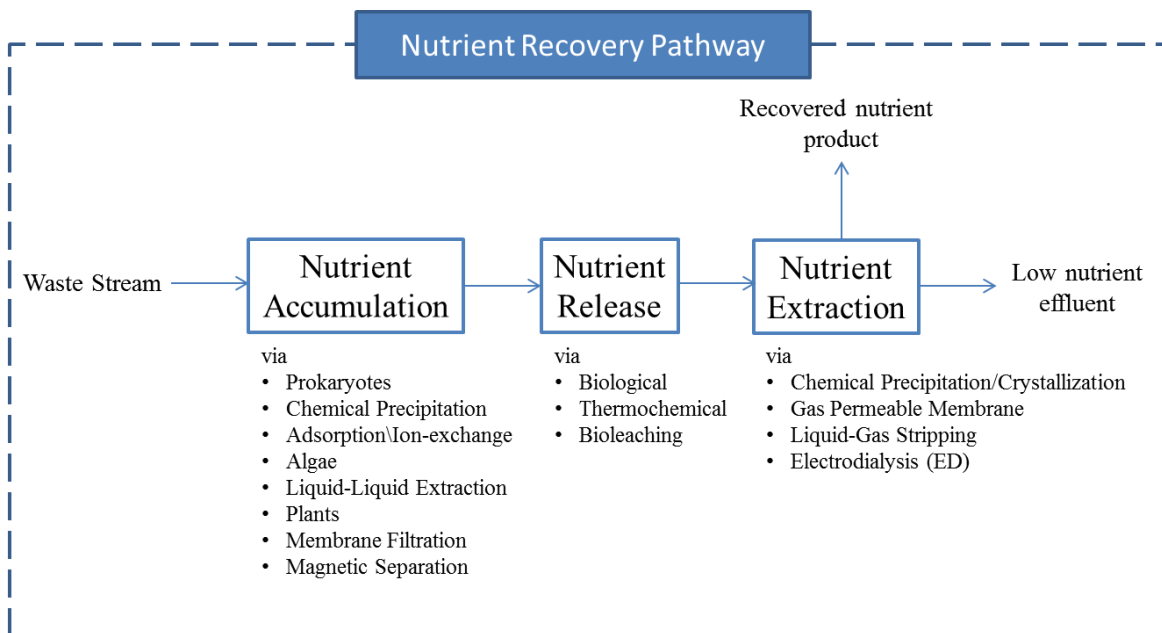 Nutrient Recovery Pathway
Recovered nutrient
product
Waste Stream
Nutrient
Accumulation
Nutrient
Release
Nutrient
Extraction
Low nutrient
effluent
via
• Prokaryotes
• Chemical Precipitation
• Adsorption\Ion-exchange
• Algae
• Liquid-Liquid Extraction
• Plants
• Membrane Filtration
• Magnetic Separation
via
• Biological
• Thermochemical
• Bioleaching
via
• Chemical Precipitation/Crystallization
• Gas Permeable Membrane
• Liquid-Gas Stripping
• Electrodialysis (ED)